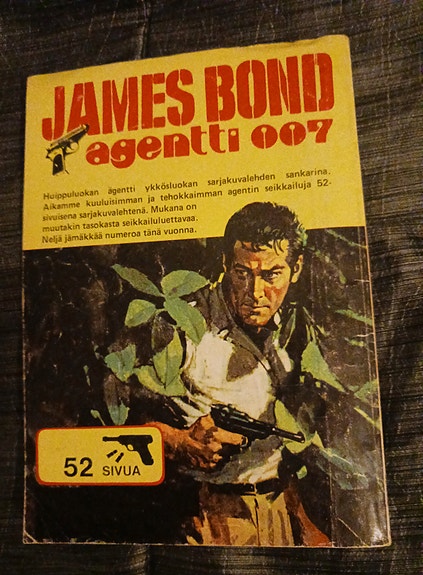 JAMES BOND
agentti 007
Huippuluokan agentti ykkösluokan sarjakuvalehden sankarina.
Aikamme kuuluisimman ja tehokkaimman agentin seikkailuja 52-
sivuisena sarjakuvalehtenä. Mukana on
muutakin tasokasta seikkailuluettavaa.
Neljä jämäkkää numeroa tänä vuonna.
52 SIVUA